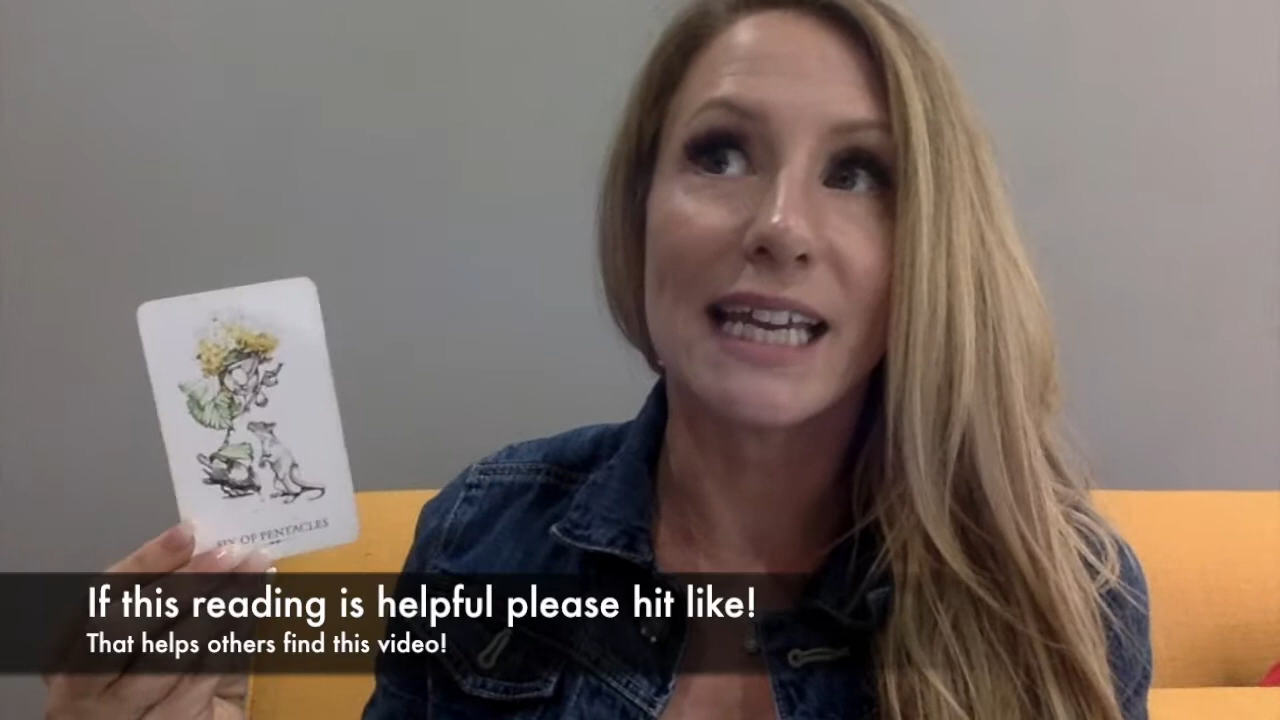 SIX OF PENTACLES
If this reading is helpful please hit like!
That helps others find this video!